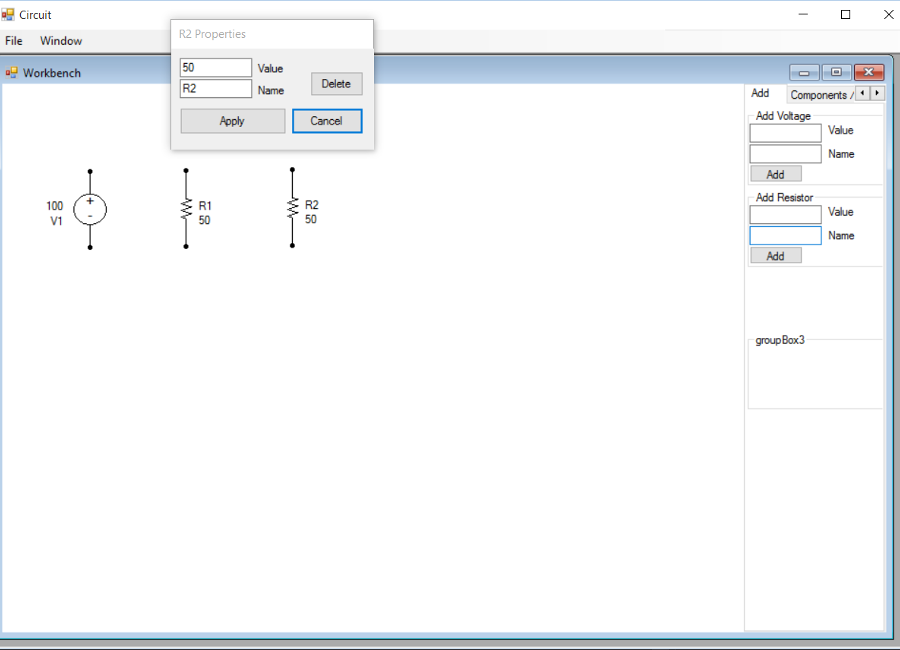 Circuit
File Window
R2 Properties
50 Value
R2 Name
Delete
Apply Cancel
Workbench
Add Components /
Add Voltage
Value
Name
Add
Add Resistor
Value
Name
Add
groupBox3
100
V1
+
-
R1
50
R2
50